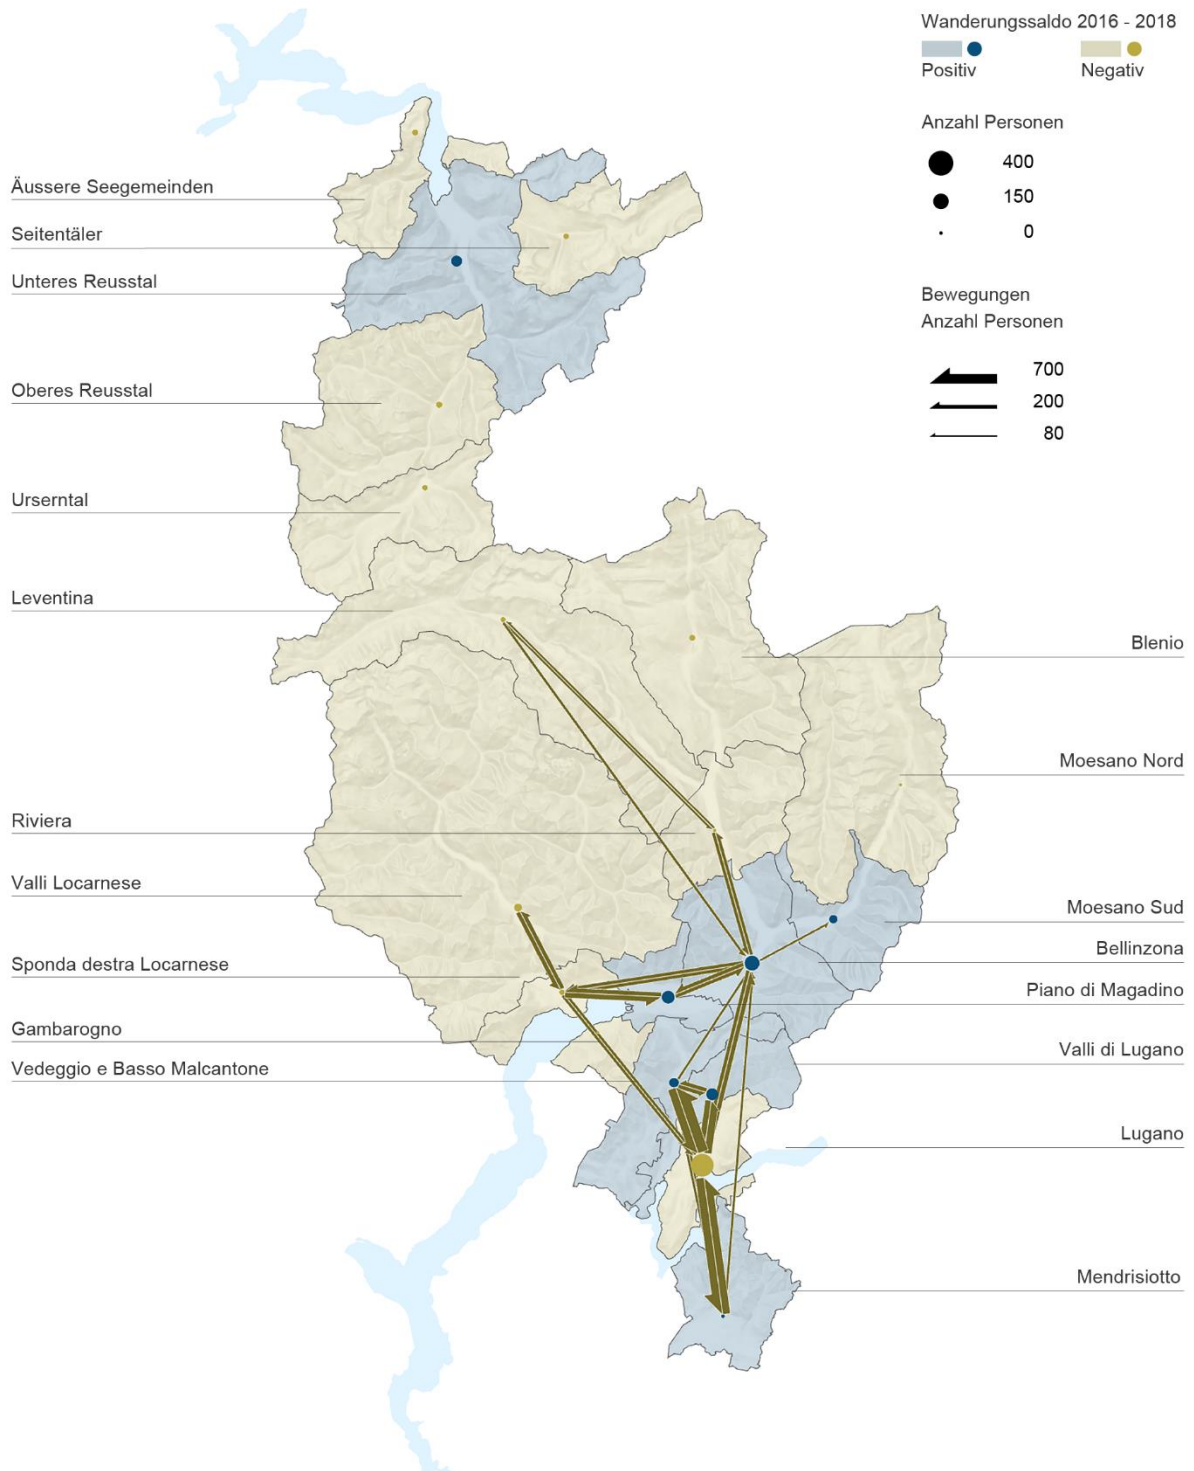 Wanderungssaldo 2016 - 2018
Positiv
Negativ
Anzahl Personen
400
150
0
Bewegungen
Anzahl Personen
700
200
80
Äussere Seegemeinden
Seitentäler
Unteres Reusstal
Oberes Reusstal
Urserntal
Leventina
Riviera
Valli Locarnese
Sponda destra Locarnese
Gambarogno
Vedeggio e Basso Malcantone
Blenio
Moesano Nord
Moesano Sud
Bellinzona
Piano di Magadino
Valli di Lugano
Lugano
Mendrisiotto